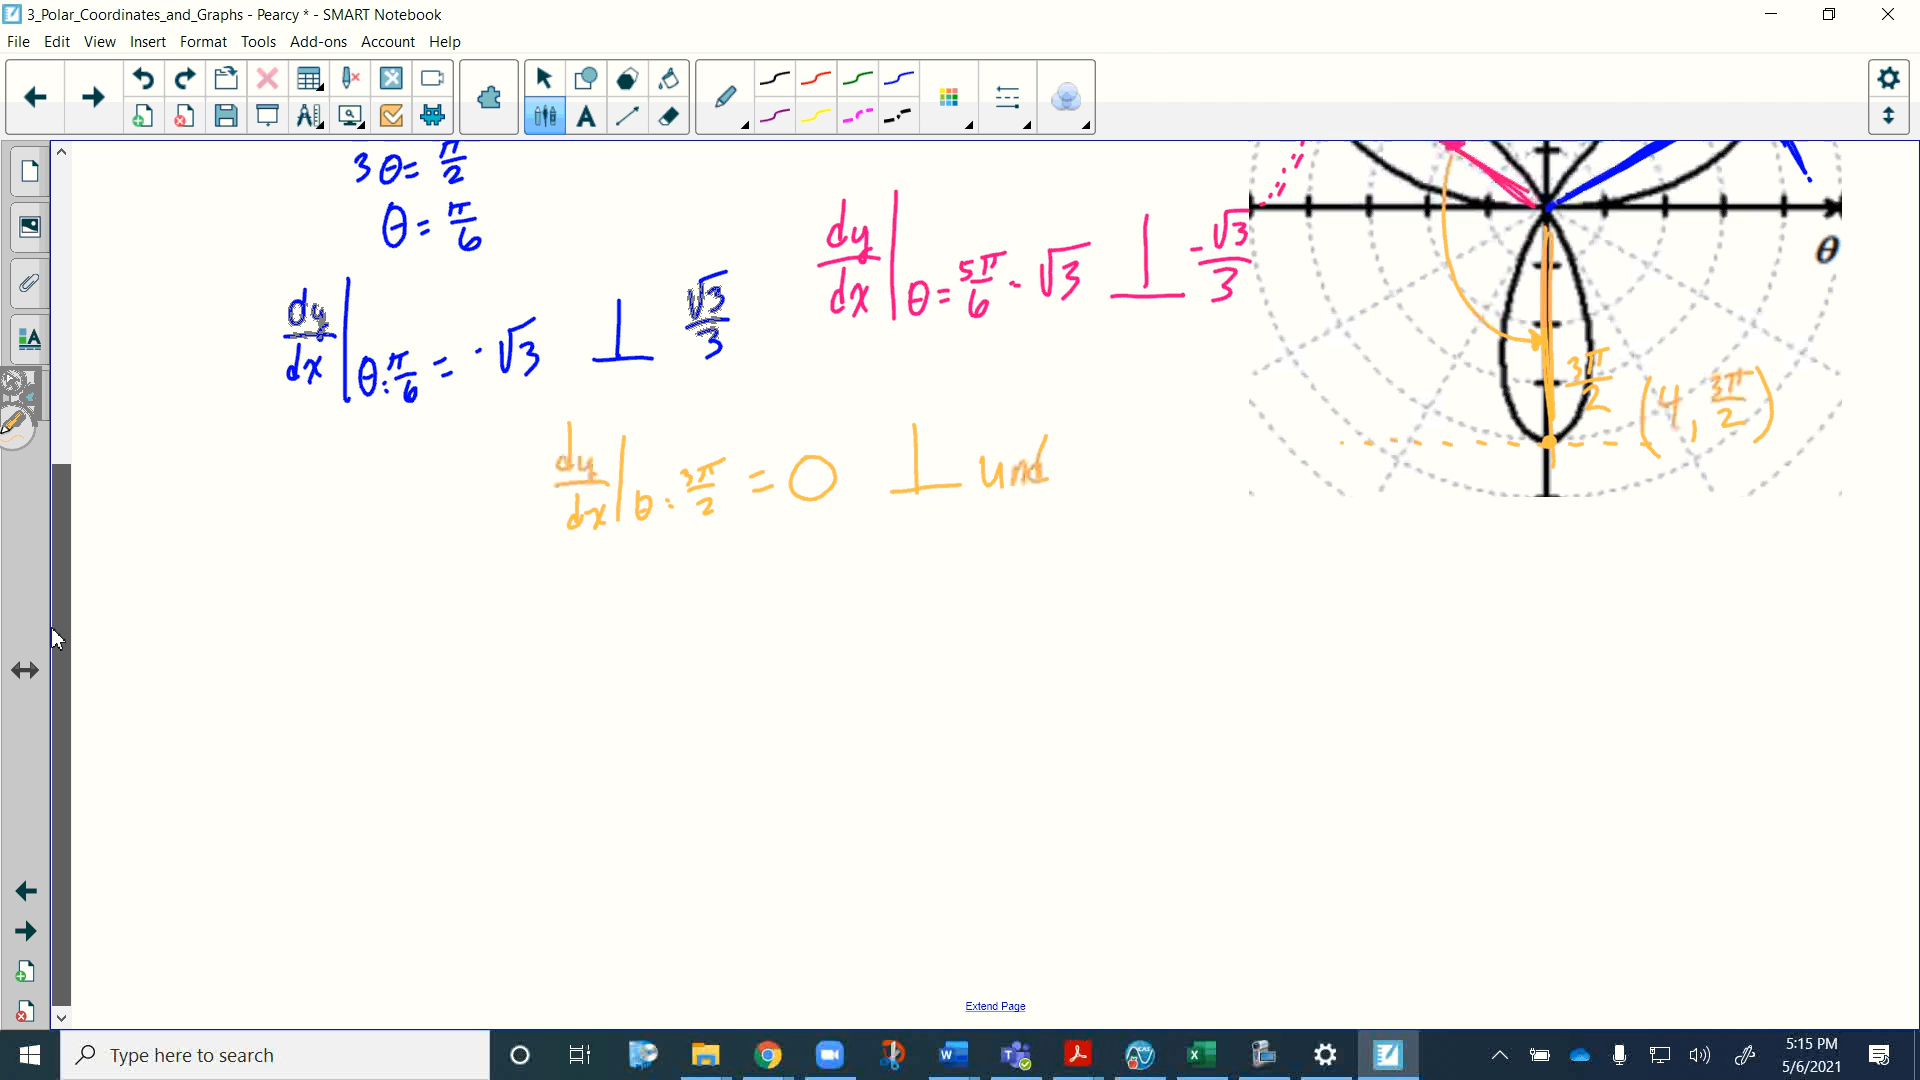 3_Polar_Coordinates_and_Graphs - Pearcy * - SMART Notebook
File Edit View Insert Format Tools Add-ons Account Help
3θ = π/2
θ = π/6
dy/dx | θ = 5π/6 = √3 ⊥ -√3/3
θ
dy/dx | θ = π/6 = -√3 ⊥ √3/3
3π/2 (4, 3π/2)
dy/dx | θ = 3π/2 = 0 ⊥ und
Extend Page
Type here to search
5:15 PM
5/6/2021